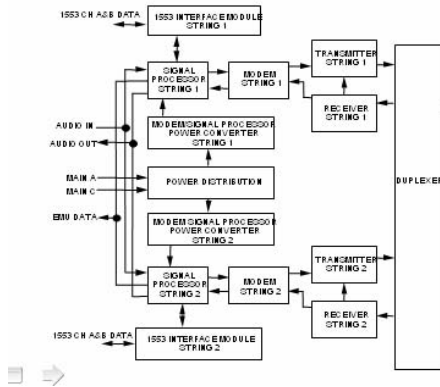 1553 CH A&B DATA
1553 INTERFACE MODULE
STRING 1
SIGNAL
PROCESSOR
STRING 1
MODEM
STRING 1
TRANSMITTER
STRING 1
RECEIVER
STRING 1
AUDIO IN
AUDIO OUT
MODEM/SIGNAL PROCESSOR
POWER CONVERTER
STRING 1
MAIN A
MAIN C
POWER DISTRIBUTION
DUPLEXER
EMU DATA
MODEM SIGNAL PROCESSOR
POWER CONVERTER
STRING 2
SIGNAL
PROCESSOR
STRING 2
MODEM
STRING 2
TRANSMITTER
STRING 2
RECEIVER
STRING 2
1553 CH A&B DATA
1553 INTERFACE MODULE
STRING 2